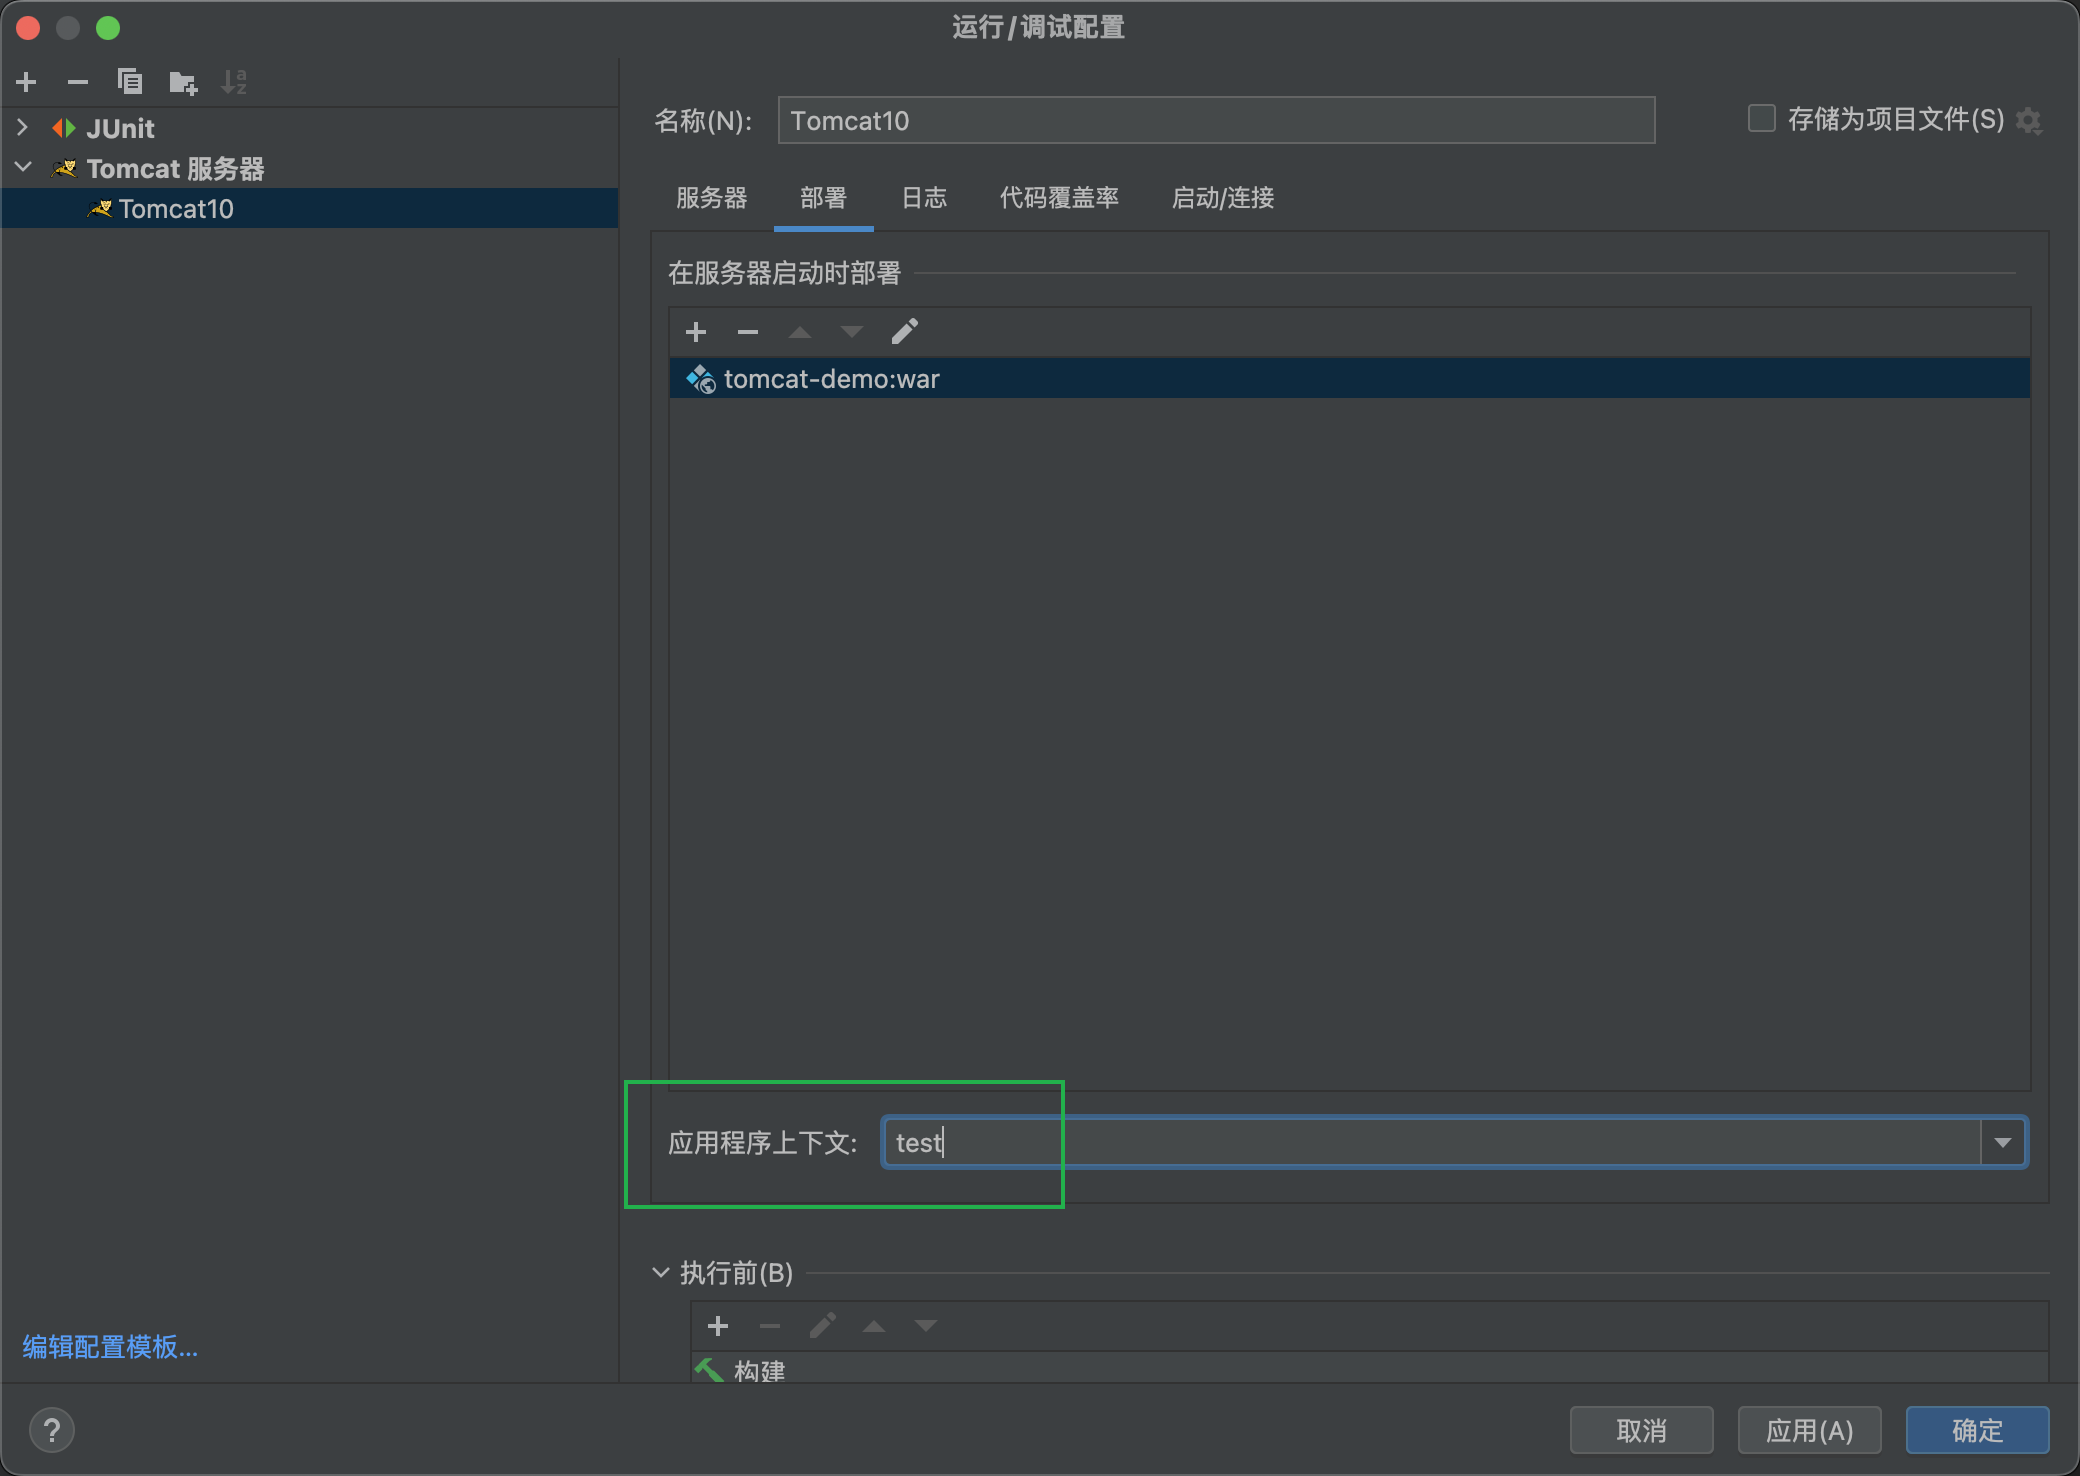 运行/调试配置
JUnit
Tomcat 服务器
Tomcat10
编辑配置模板...
名称(N):
Tomcat10
存储为项目文件(S)
服务器
部署
日志
代码覆盖率
启动/连接
在服务器启动时部署
tomcat-demo:war
应用程序上下文:
test
执行前(B)
构建
?
取消
应用(A)
确定